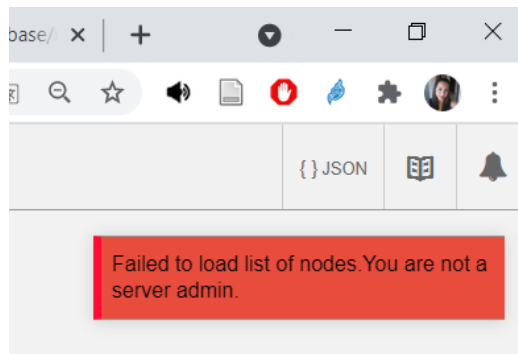 base/
{ } JSON
Failed to load list of nodes.You are not a
server admin.